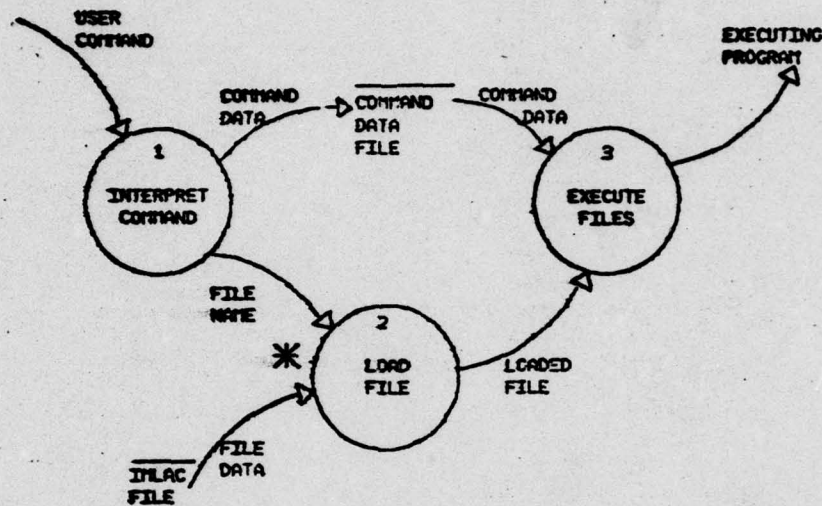 USER
COMMAND
EXECUTING
PROGRAM
COMMAND
DATA
COMMAND
DATA
FILE
COMMAND
DATA
1
INTERPRET
COMMAND
3
EXECUTE
FILES
FILE
NAME
2
LOAD
FILE
*
LOADED
FILE
IMLAC
FILE
FILE
DATA